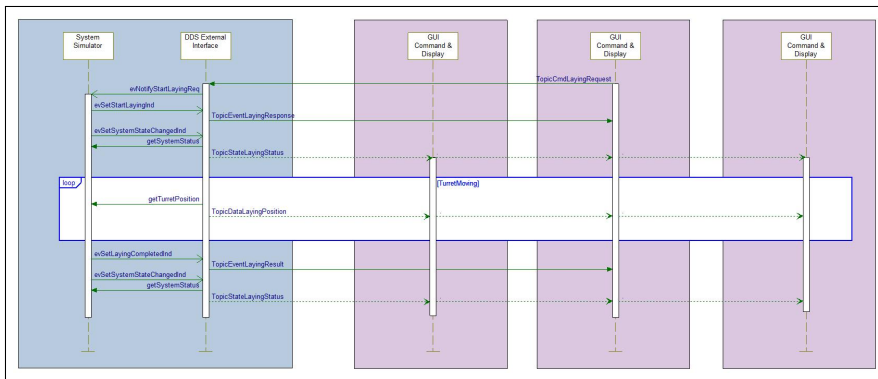 System
Simulator
DDS External
Interface
GUI
Command &
Display
GUI
Command &
Display
GUI
Command &
Display
TopicCmdLayingRequest
evNotifyStartLayingReq
evSetStartLayingInd
TopicEventLayingResponse
evSetSystemStateChangedInd
getSystemStatus
TopicStateLayingStatus
loop
[TurretMoving]
getTurretPosition
TopicDataLayingPosition
evSetLayingCompletedInd
TopicEventLayingResult
evSetSystemStateChangedInd
getSystemStatus
TopicStateLayingStatus